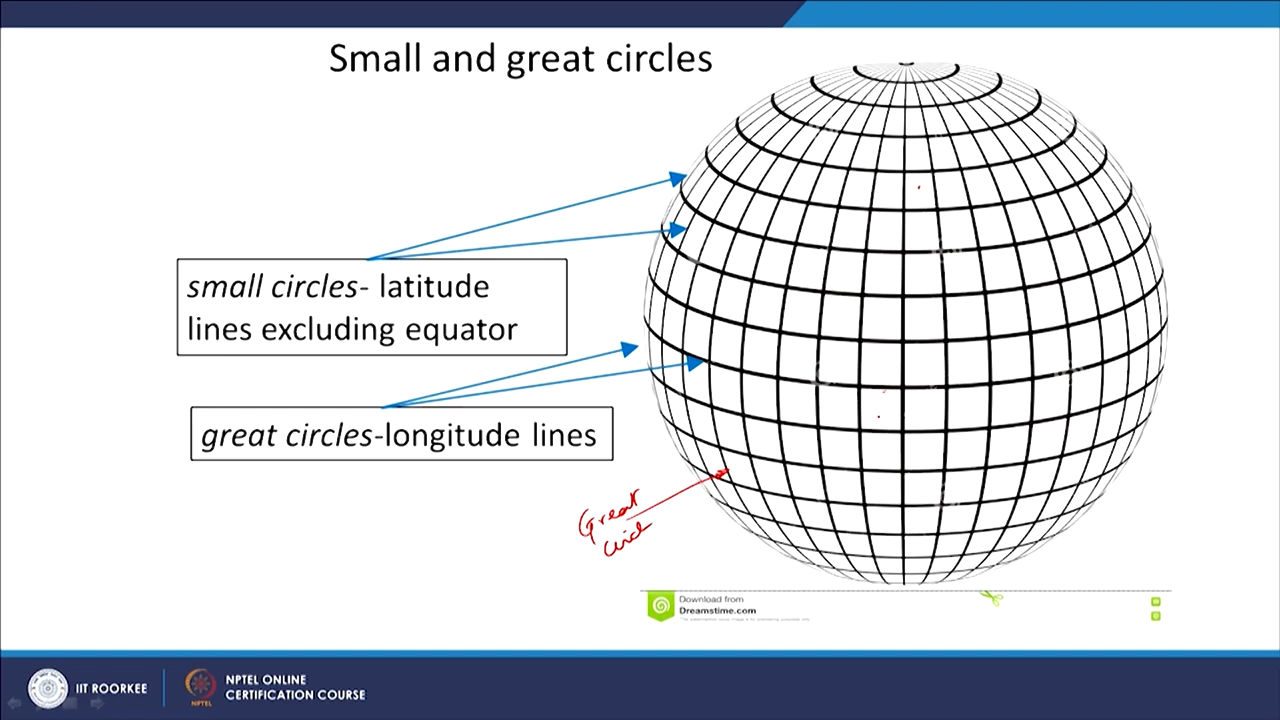 Small and great circles
small circles- latitude
lines excluding equator
great circles-longitude lines
Great
Download from
Dreamstime.com
IIT ROORKEE
NPTEL
NPTEL ONLINE
CERTIFICATION COURSE